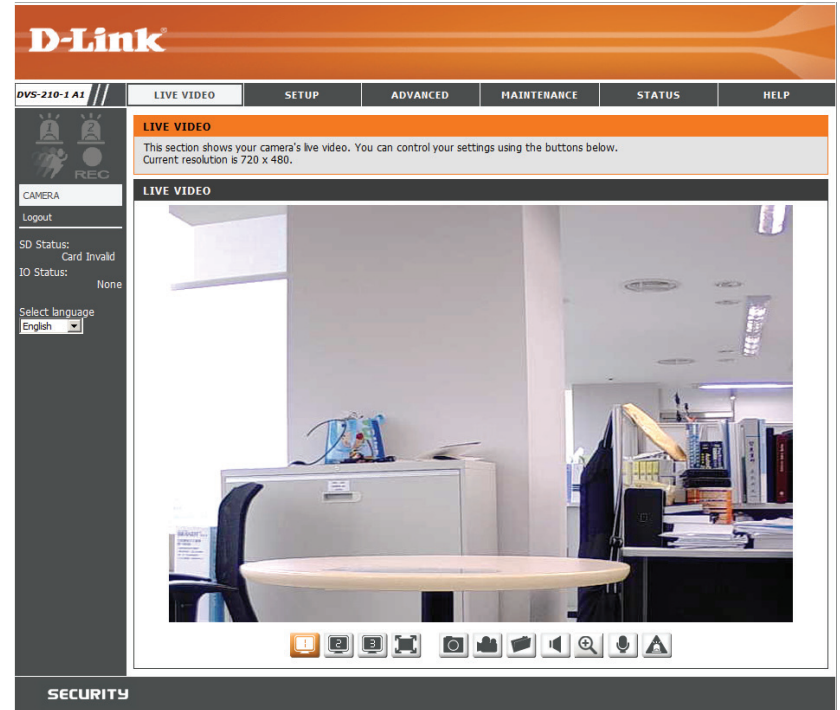 D-Link
DVS-210-1 A1
LIVE VIDEO
SETUP
ADVANCED
MAINTENANCE
STATUS
HELP
1 2
REC
CAMERA
Logout
SD Status:
Card Invalid
IO Status:
None
Select language
English
LIVE VIDEO
This section shows your camera's live video. You can control your settings using the buttons below.
Current resolution is 720 x 480.
LIVE VIDEO
1 2 3
SECURITY